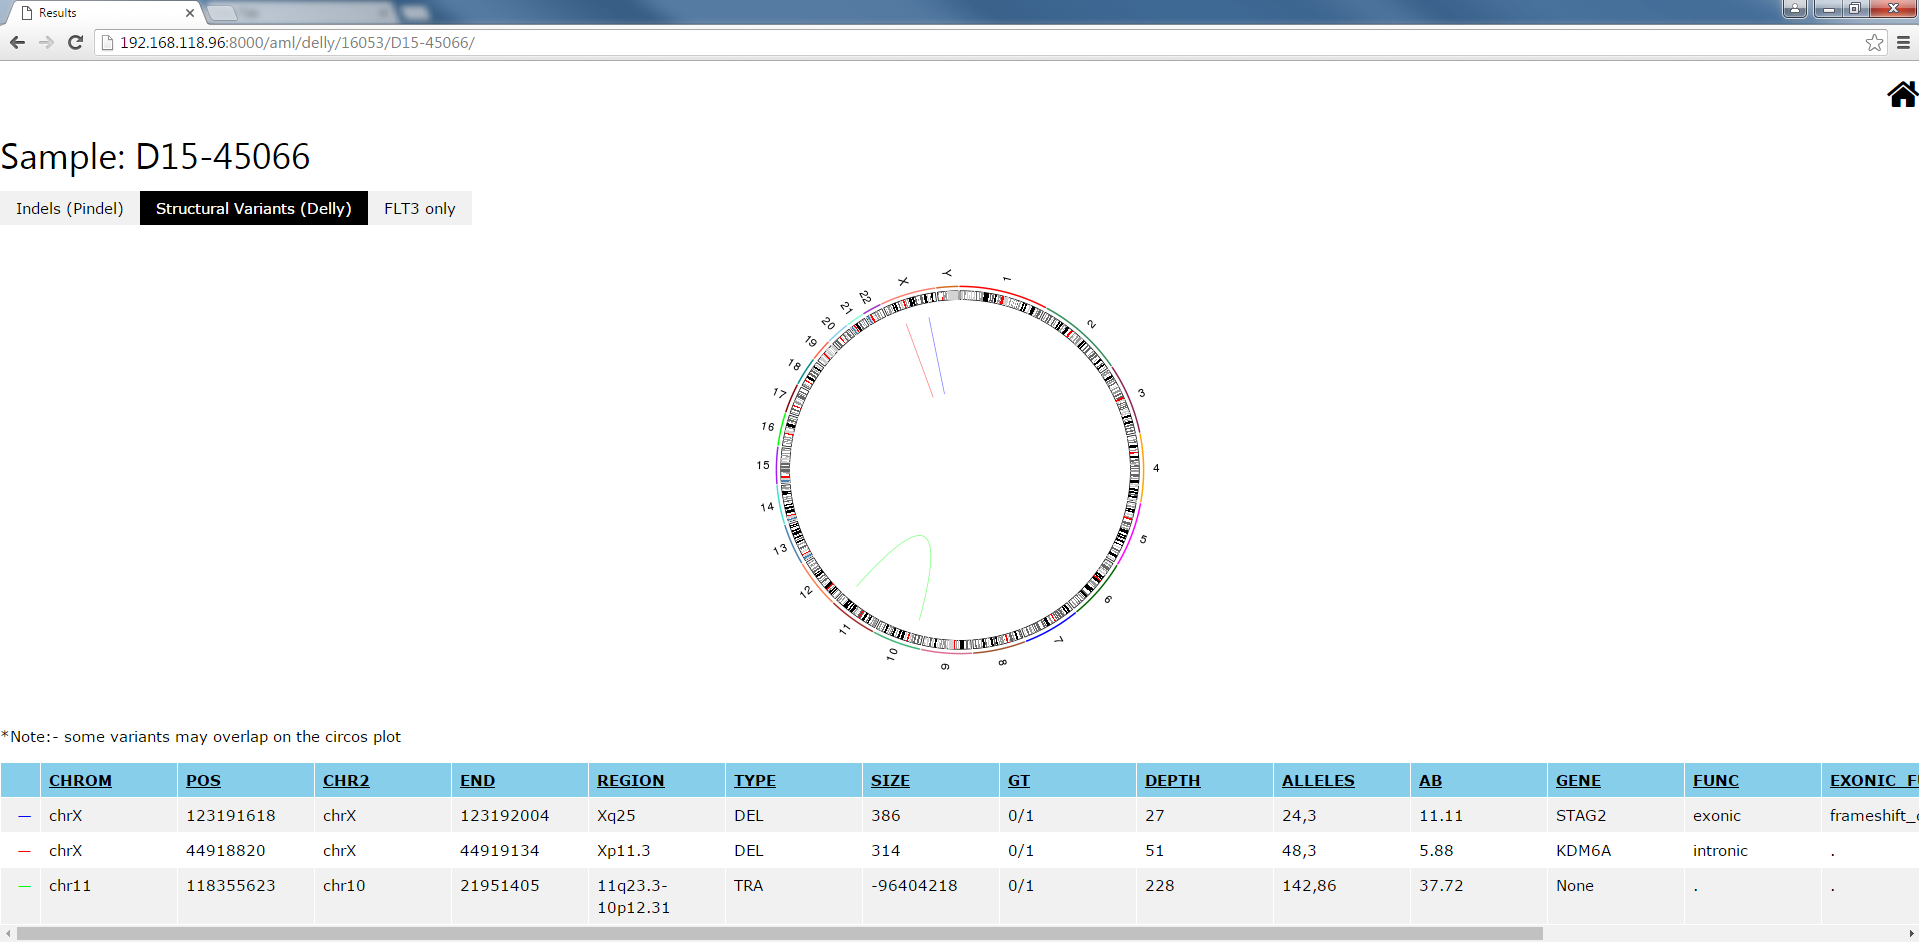 Results
192.168.118.96:8000/aml/delly/16053/D15-45066/
Sample: D15-45066
Indels (Pindel) Structural Variants (Delly) FLT3 only
1
2
3
4
5
6
7
8
9
10
11
12
13
14
15
16
17
18
19
20
21
22
X
Y
*Note:- some variants may overlap on the circos plot
CHROM POS CHR2 END REGION TYPE SIZE GT DEPTH ALLELES AB GENE FUNC EXONIC_F
chrX 123191618 chrX 123192004 Xq25 DEL 386 0/1 27 24,3 11.11 STAG2 exonic frameshift_
chrX 44918820 chrX 44919134 Xp11.3 DEL 314 0/1 51 48,3 5.88 KDM6A intronic .
chr11 118355623 chr10 21951405 11q23.3- TRA -96404218 0/1 228 142,86 37.72 None . .
10p12.31